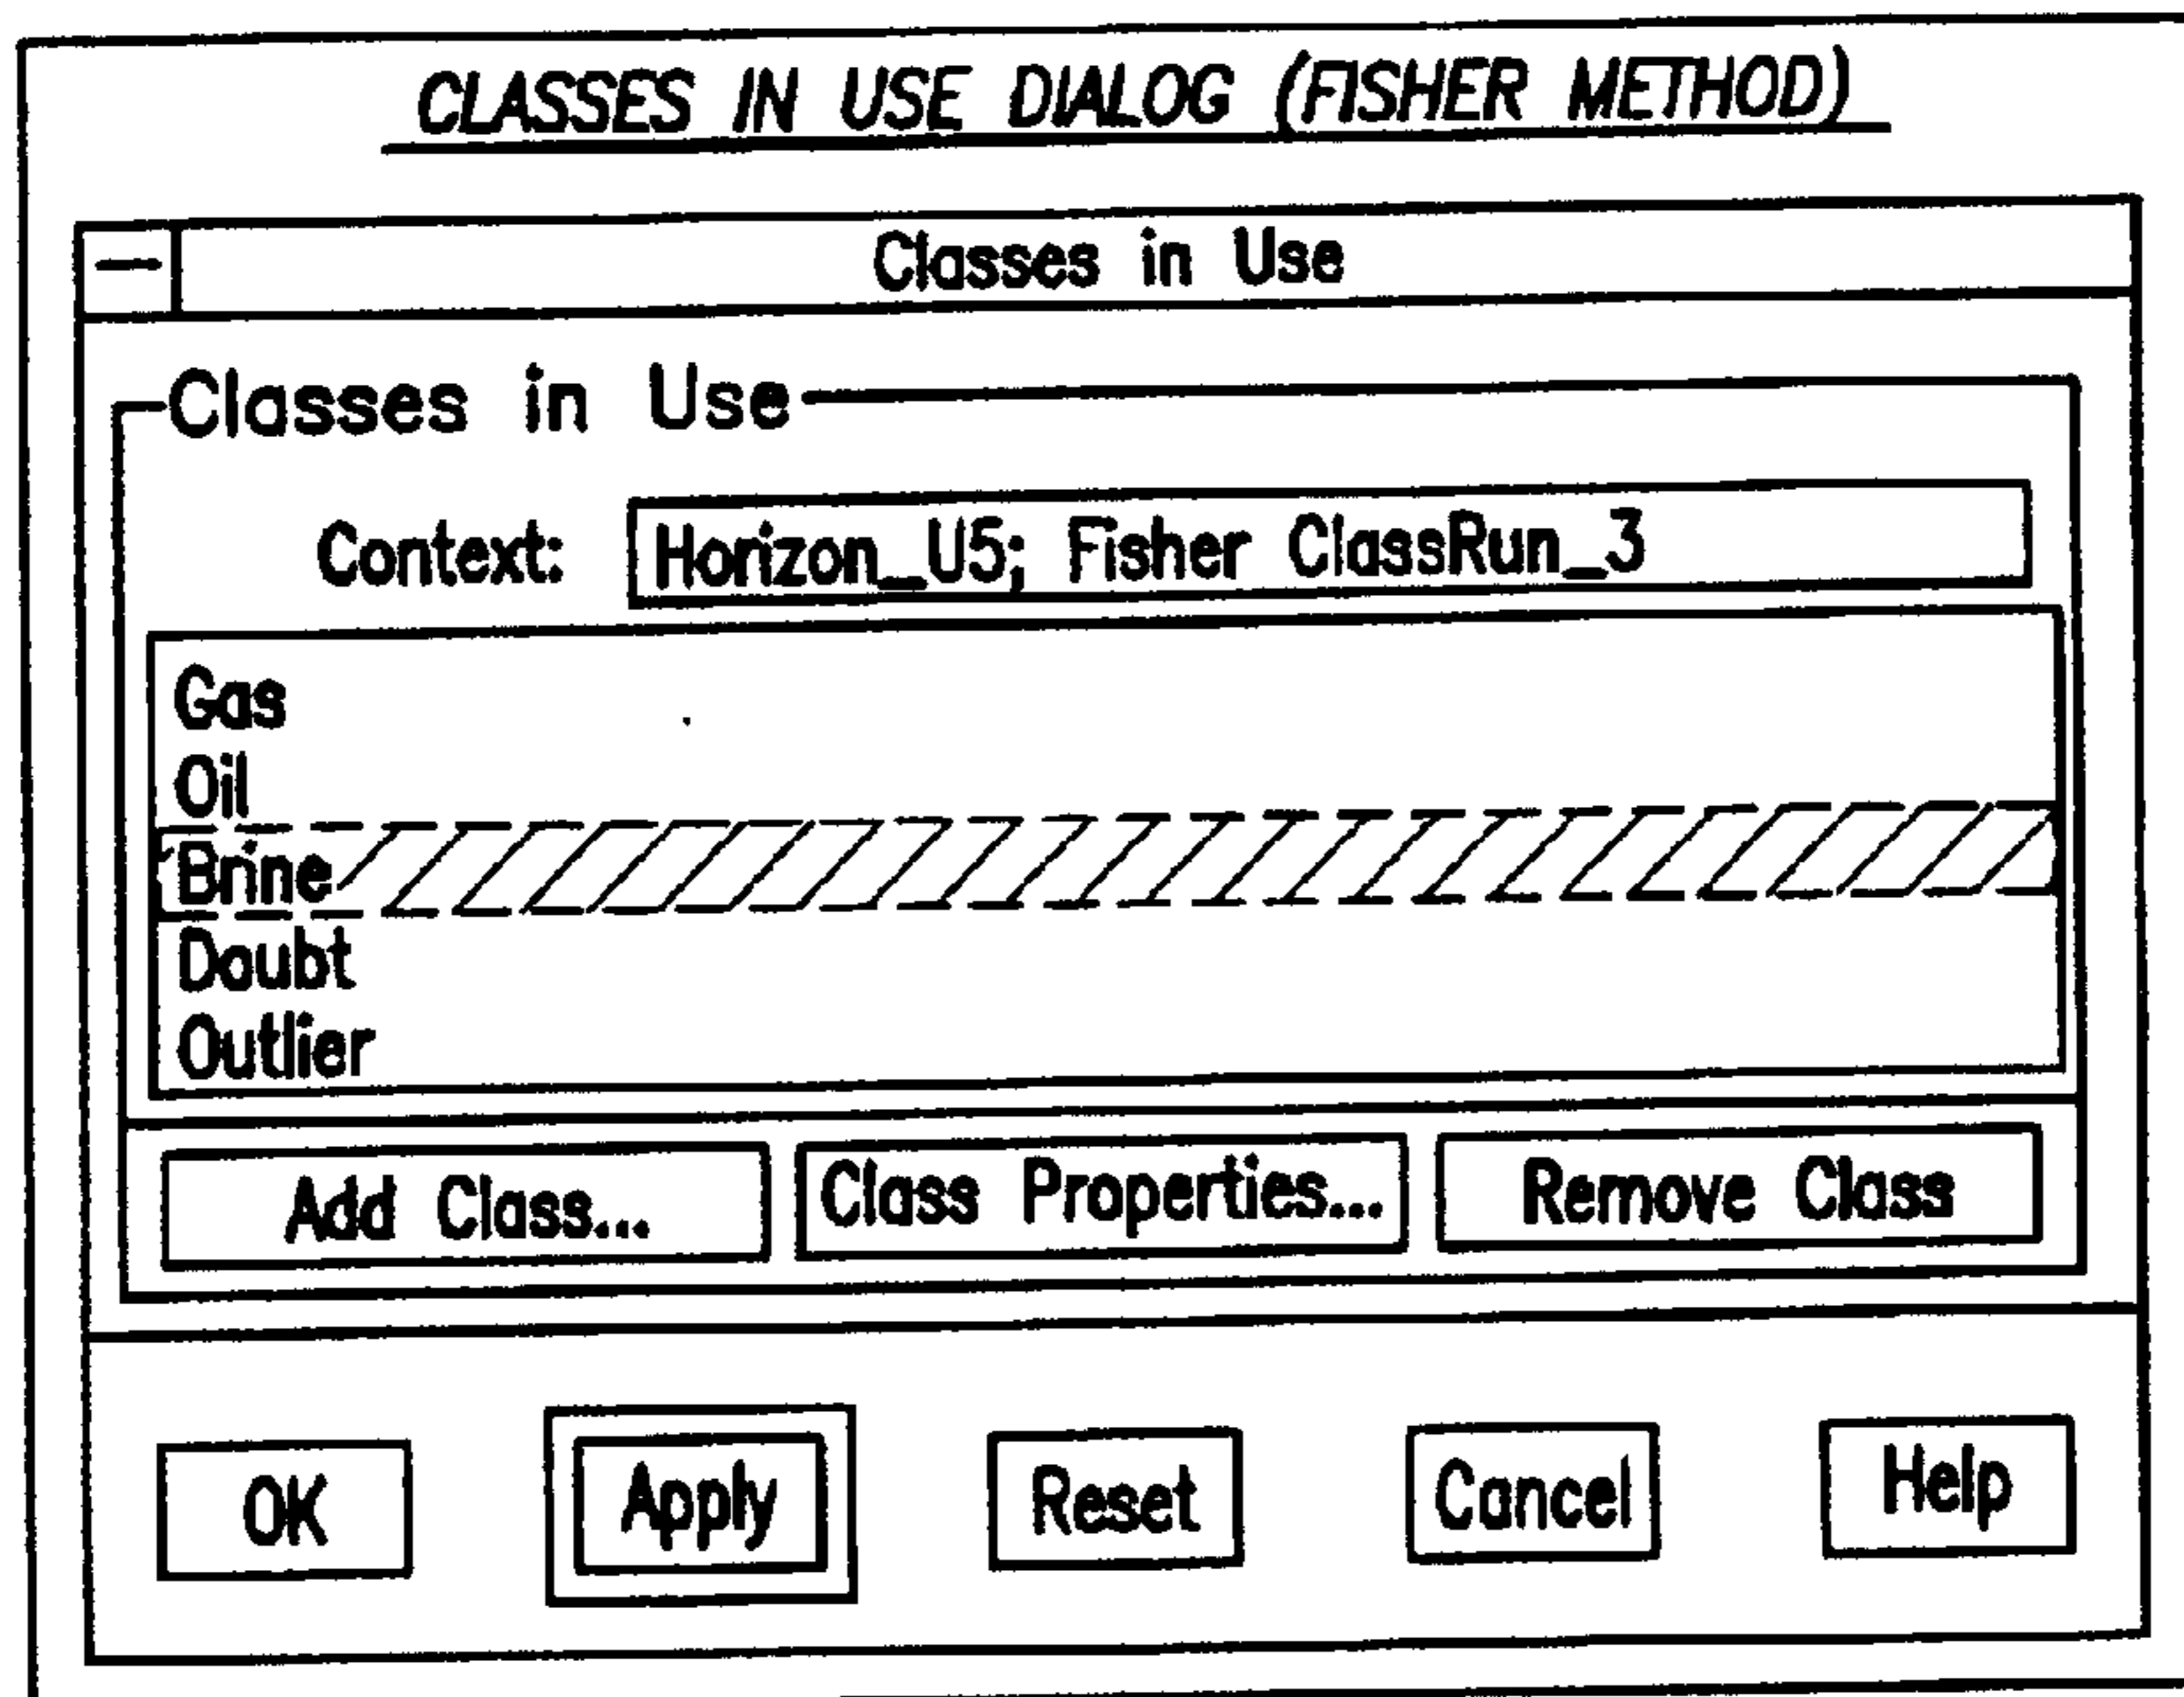 CLASSES IN USE DIALOG (FISHER METHOD)
Classes in Use
Classes in Use
Context: Horizon_U5; Fisher ClassRun_3
Gas
Oil
Brine
Doubt
Outlier
Add Class... Class Properties... Remove Class
OK Apply Reset Cancel Help